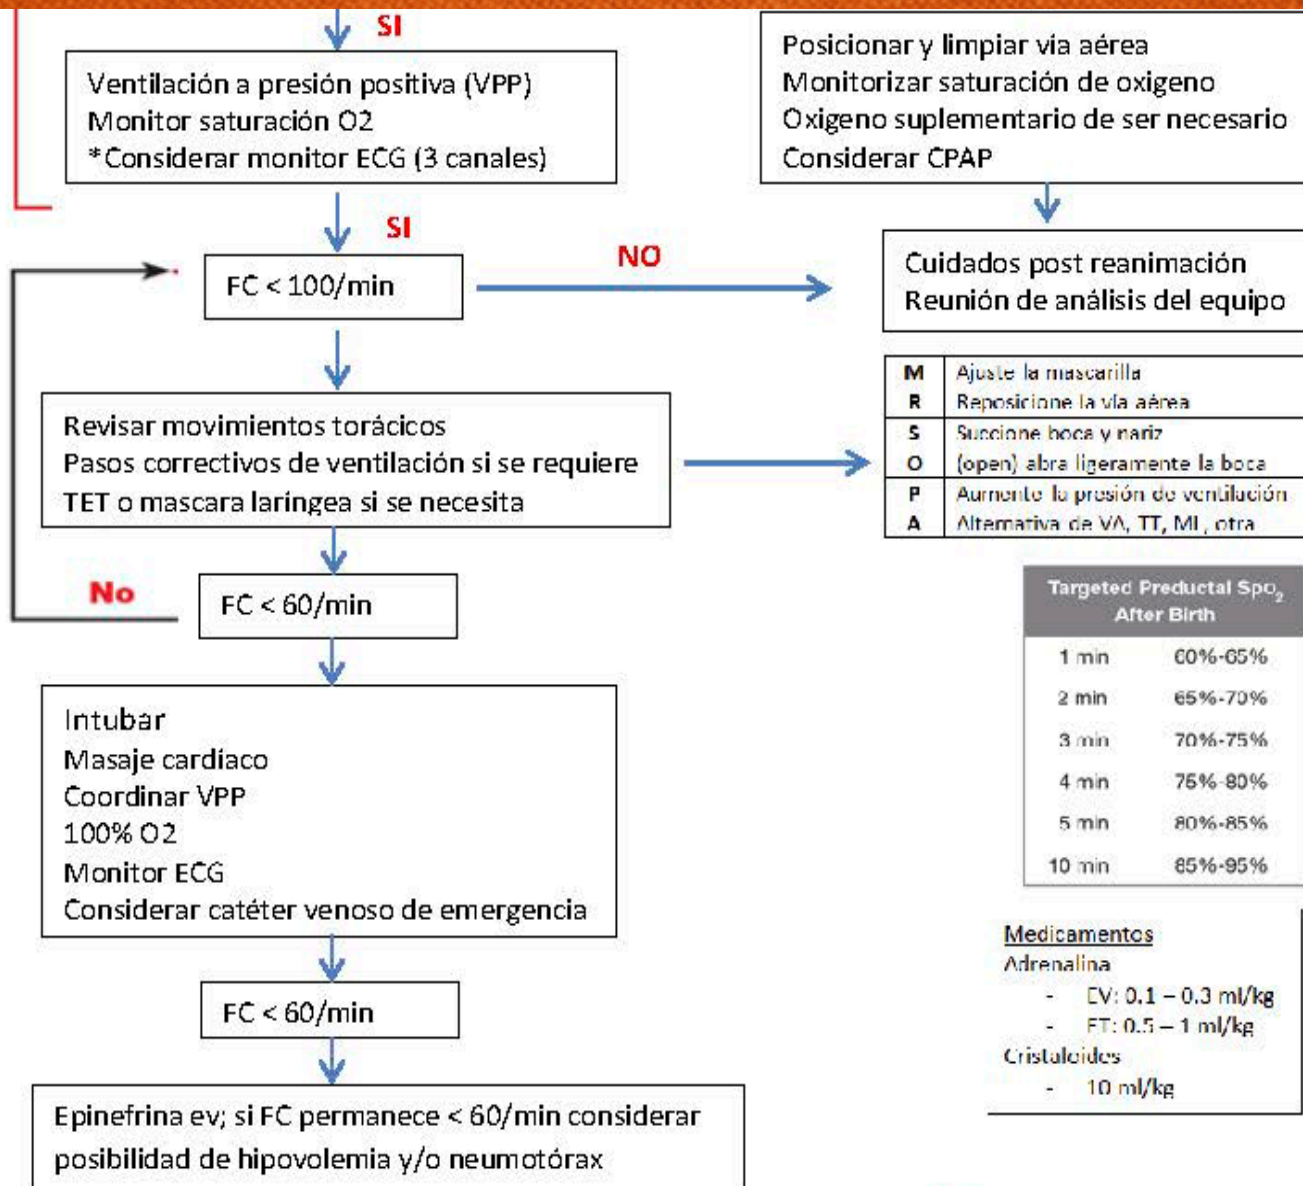 SI
Ventilación a presión positiva (VPP)
Monitor saturación O2
*Considerar monitor ECG (3 canales)
Posicionar y limpiar vía aérea
Monitorizar saturación de oxigeno
Oxigeno suplementario de ser necesario
Considerar CPAP
SI
FC < 100/min
NO
Cuidados post reanimación
Reunión de análisis del equipo
Revisar movimientos torácicos
Pasos correctivos de ventilación si se requiere
TET o mascara laríngea si se necesita
M Ajuste la mascarilla
R Reposicione la vía aérea
S Succione boca y nariz
O (open) abra ligeramente la boca
P Aumente la presión de ventilación
A Alternativa de VA, TT, ML, otra
No
FC < 60/min
Targeted Preductal SpO2
After Birth
1 min 60%-65%
2 min 65%-70%
3 min 70%-75%
4 min 75%-80%
5 min 80%-85%
10 min 85%-95%
Intubar
Masaje cardíaco
Coordinar VPP
100% O2
Monitor ECG
Considerar catéter venoso de emergencia
FC < 60/min
Medicamentos
Adrenalina
- EV: 0.1 – 0.3 ml/kg
- ET: 0.5 – 1 ml/kg
Cristaloides
- 10 ml/kg
Epinefrina ev; si FC permanece < 60/min considerar
posibilidad de hipovolemia y/o neumotórax